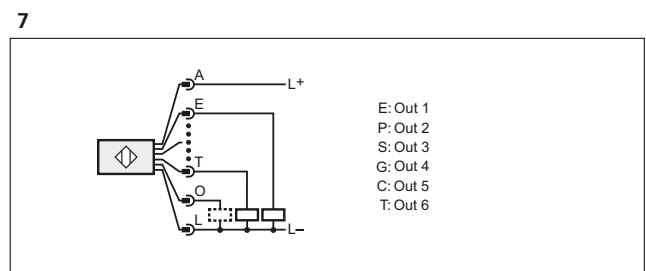 7
A
L+
E
T
O
L
L–
E: Out 1
P: Out 2
S: Out 3
G: Out 4
C: Out 5
T: Out 6